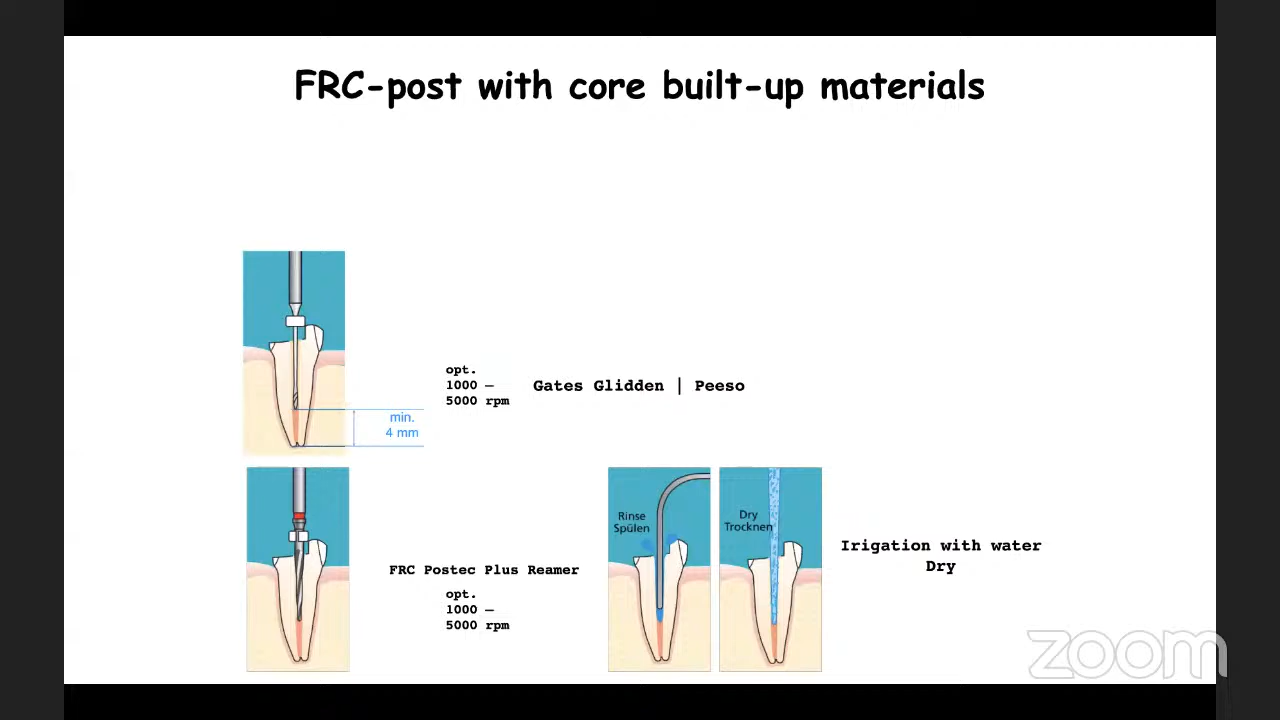 FRC-post with core built-up materials
opt.
1000 –
5000 rpm
Gates Glidden | Peeso
min.
4 mm
FRC Postec Plus Reamer
opt.
1000 –
5000 rpm
Rinse
Spülen
Dry
Trocknen
Irigation with water
Dry
zoom